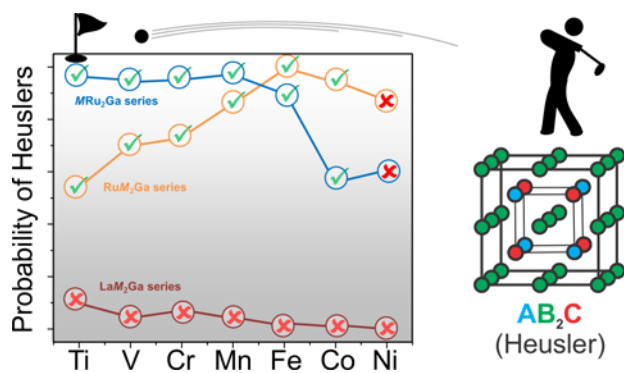 Probability of Heuslers
MRu₂Ga series
RuM₂Ga series
LaM₂Ga series
Ti V Cr Mn Fe Co Ni
AB₂C
(Heusler)